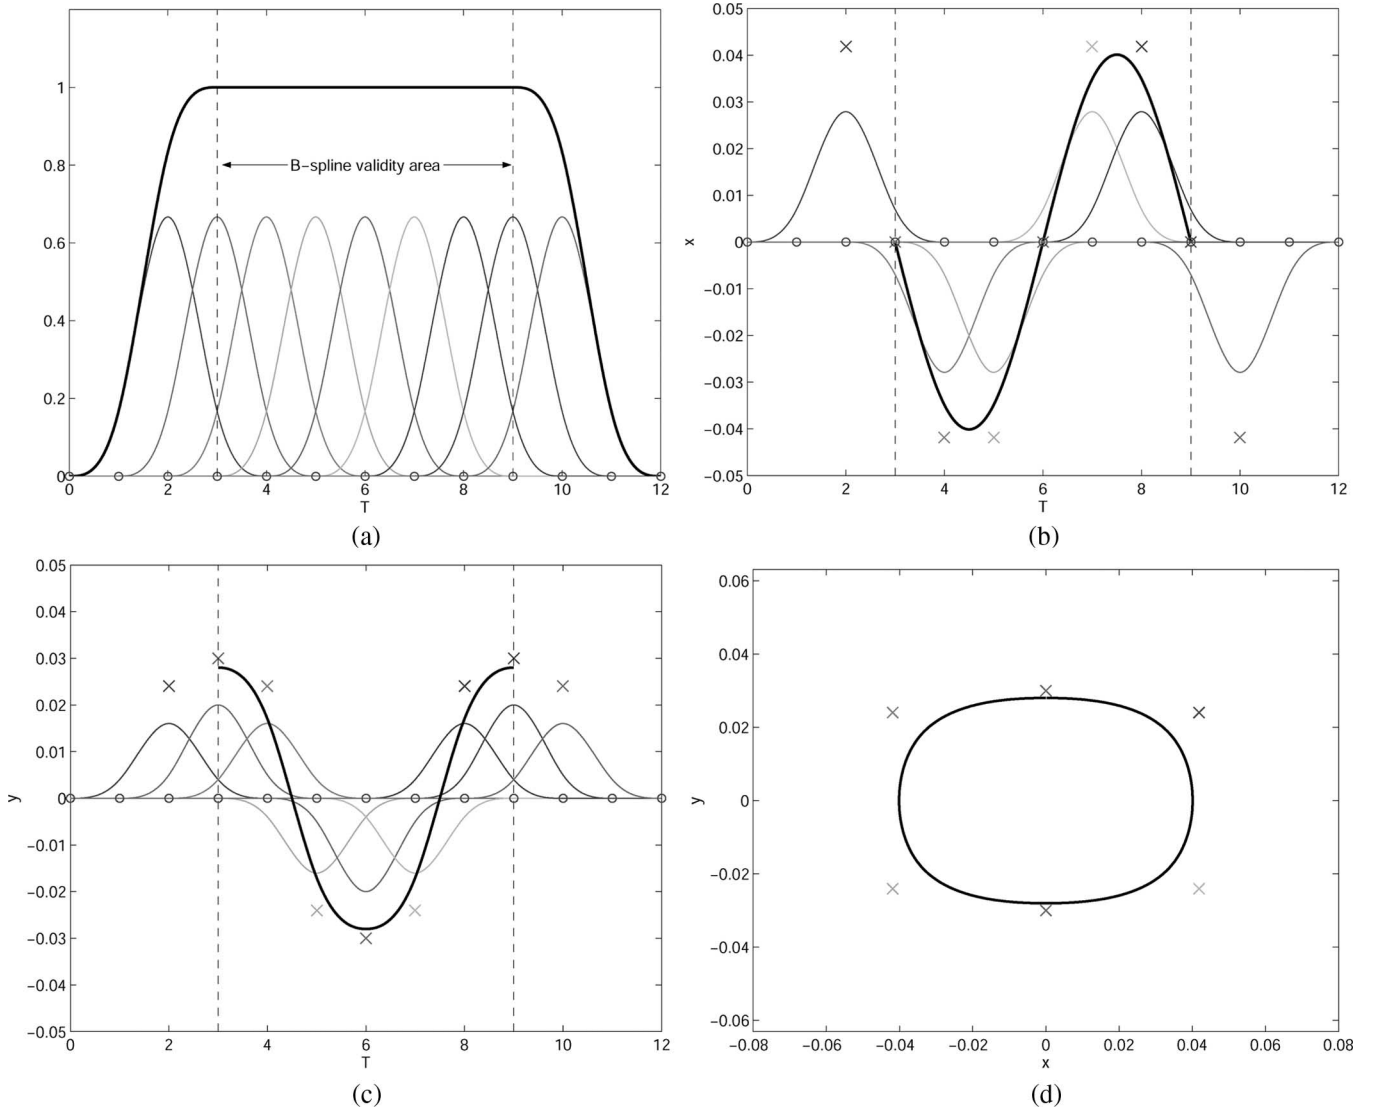 1
0.8
0.6
0.4
0.2
0
B-spline validity area
0 2 4 6 8 10 12
T
(a)
0.05
0.04
0.03
0.02
0.01
0
−0.01
−0.02
−0.03
−0.04
−0.05
x
0 2 4 6 8 10 12
T
(b)
0.05
0.04
0.03
0.02
0.01
0
−0.01
−0.02
−0.03
−0.04
−0.05
y
0 2 4 6 8 10 12
T
(c)
0.06
0.04
0.02
0
−0.02
−0.04
−0.06
y
−0.08 −0.06 −0.04 −0.02 0 0.02 0.04 0.06 0.08
x
(d)